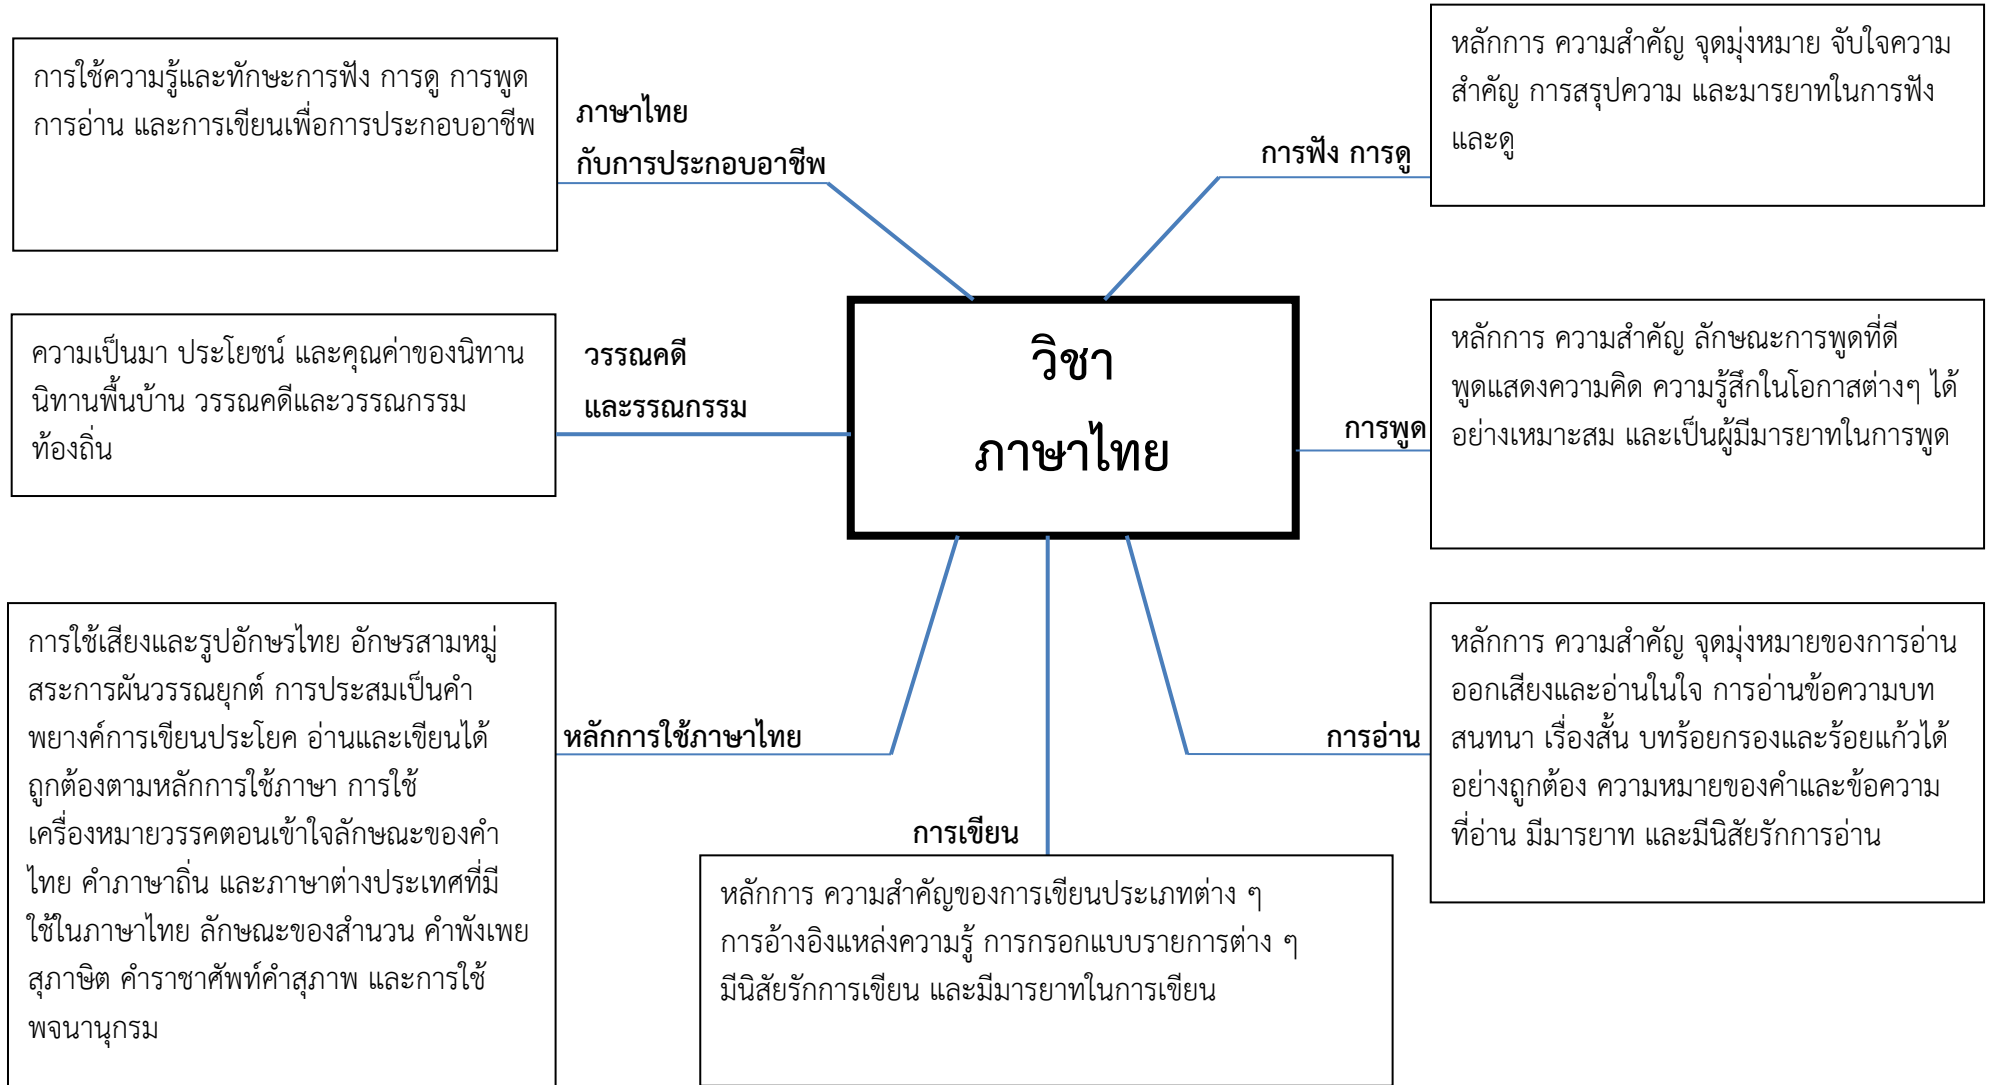 การใช้ความรู้และทักษะการฟัง การดู การพูด
การอ่าน และการเขียนเพื่อการประกอบอาชีพ
ภาษาไทย
กับการประกอบอาชีพ
การฟัง การดู
หลักการ ความสำคัญ จุดมุ่งหมาย จับใจความ
สำคัญ การสรุปความ และมารยาทในการฟัง
และดู
ความเป็นมา ประโยชน์ และคุณค่าของนิทาน
นิทานพื้นบ้าน วรรณคดีและวรรณกรรม
ท้องถิ่น
วรรณคดี
และรรณกรรม
วิชา
ภาษาไทย
การพูด
หลักการ ความสำคัญ ลักษณะการพูดที่ดี
พูดแสดงความคิด ความรู้สึกในโอกาสต่างๆ ได้
อย่างเหมาะสม และเป็นผู้มีมารยาทในการพูด
การใช้เสียงและรูปอักษรไทย อักษรสามหมู่
สระการผันวรรณยุกต์ การประสมเป็นคำ
พยางค์การเขียนประโยค อ่านและเขียนได้
ถูกต้องตามหลักการใช้ภาษา การใช้
เครื่องหมายวรรคตอนเข้าใจลักษณะของคำ
ไทย คำภาษาถิ่น และภาษาต่างประเทศที่มี
ใช้ในภาษาไทย ลักษณะของสำนวน คำพังเพย
สุภาษิต คำราชาศัพท์คำสุภาพ และการใช้
พจนานุกรม
หลักการใช้ภาษาไทย
การเขียน
หลักการ ความสำคัญของการเขียนประเภทต่าง ๆ
การอ้างอิงแหล่งความรู้ การกรอกแบบรายการต่าง ๆ
มีนิสัยรักการเขียน และมีมารยาทในการเขียน
การอ่าน
หลักการ ความสำคัญ จุดมุ่งหมายของการอ่าน
ออกเสียงและอ่านในใจ การอ่านข้อความบท
สนทนา เรื่องสั้น บทร้อยกรองและร้อยแก้วได้
อย่างถูกต้อง ความหมายของคำและข้อความ
ที่อ่าน มีมารยาท และมีนิสัยรักการอ่าน